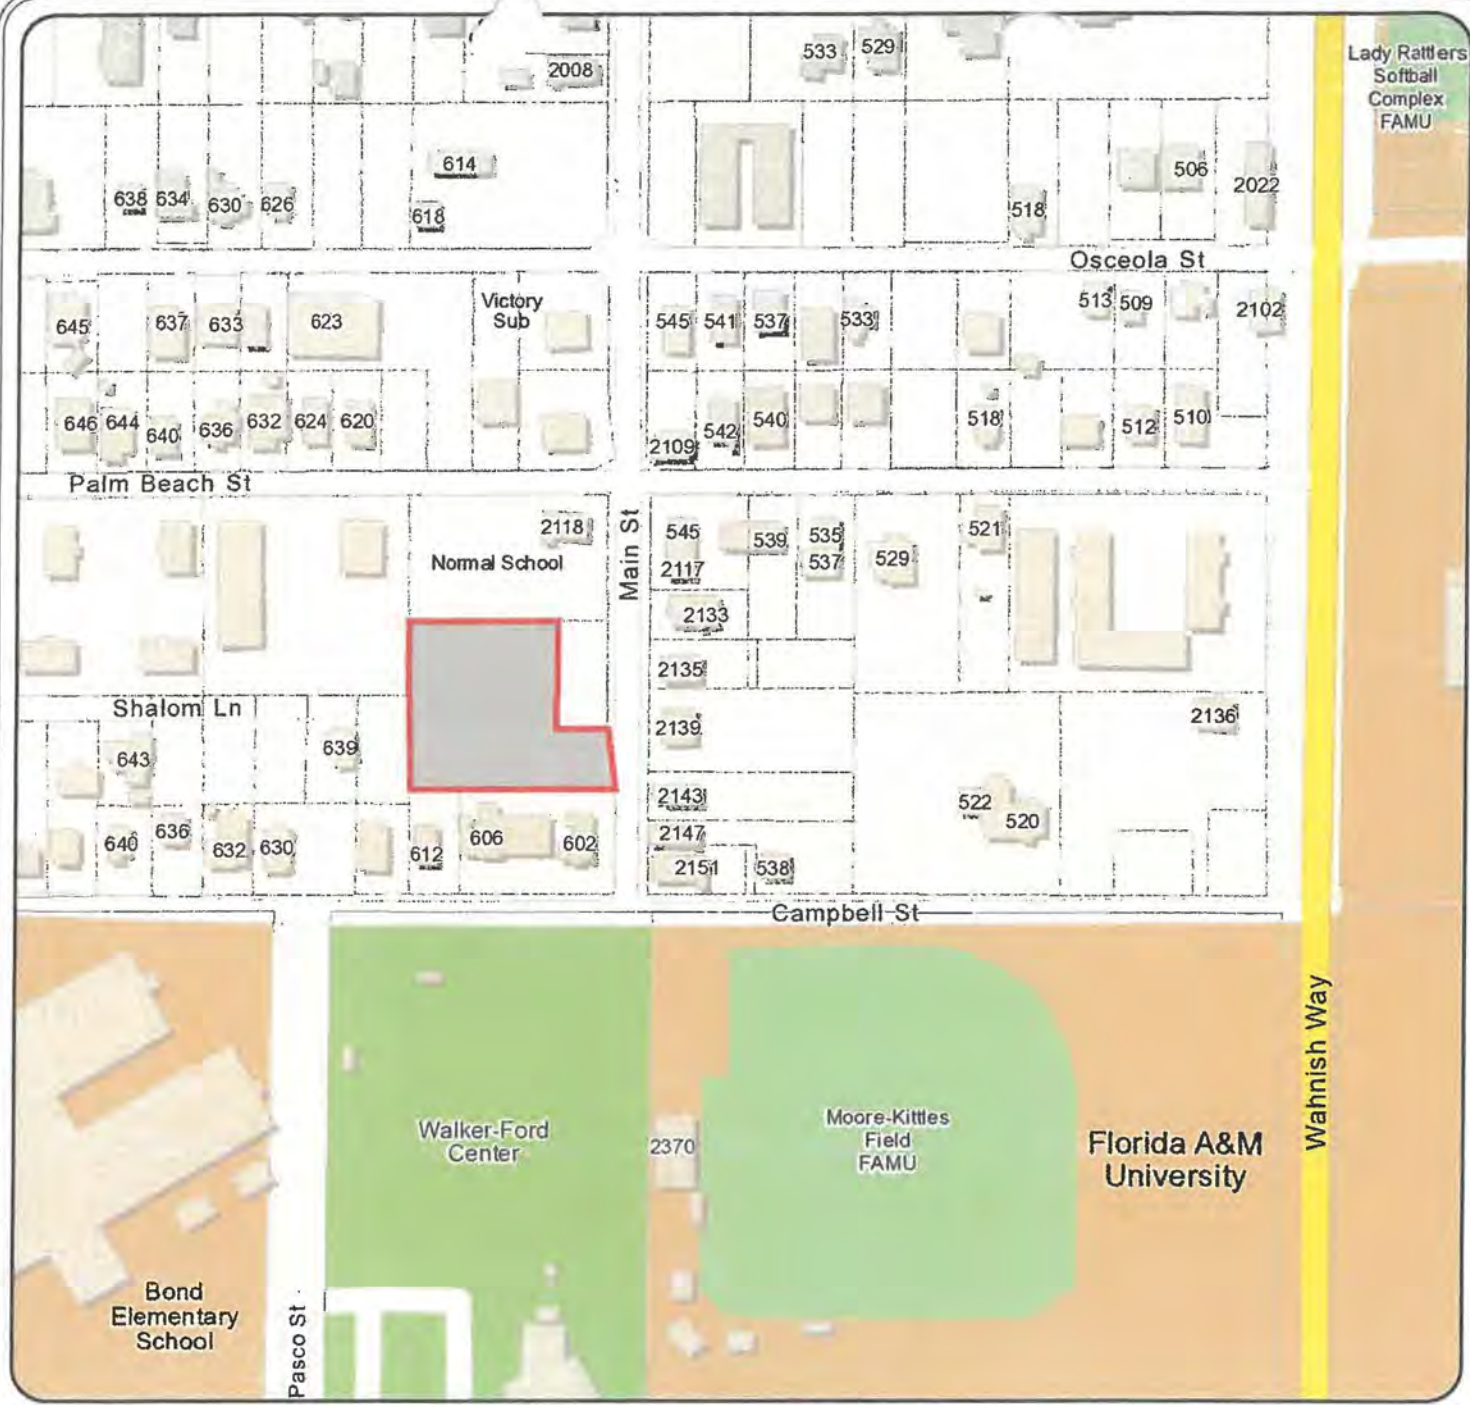 533
529
2008
Lady Rattlers
Softball
Complex
FAMU
614
638
634
630
626
618
506
2022
518
Osceola St
645
637
633
623
Victory
Sub
545
541
537
533
513
509
2102
646
644
640
636
632
624
620
2109
542
540
518
512
510
Palm Beach St
2118
Normal School
Main St
545
2117
539
535
537
529
521
2133
2135
Shalom Ln
2139
2136
643
639
2143
522
520
640
636
632
630
612
606
602
2147
2151
538
Campbell St
Wahnish Way
Walker-Ford
Center
2370
Moore-Kittles
Field
FAMU
Florida A&M
University
Bond
Elementary
School
Pasco St